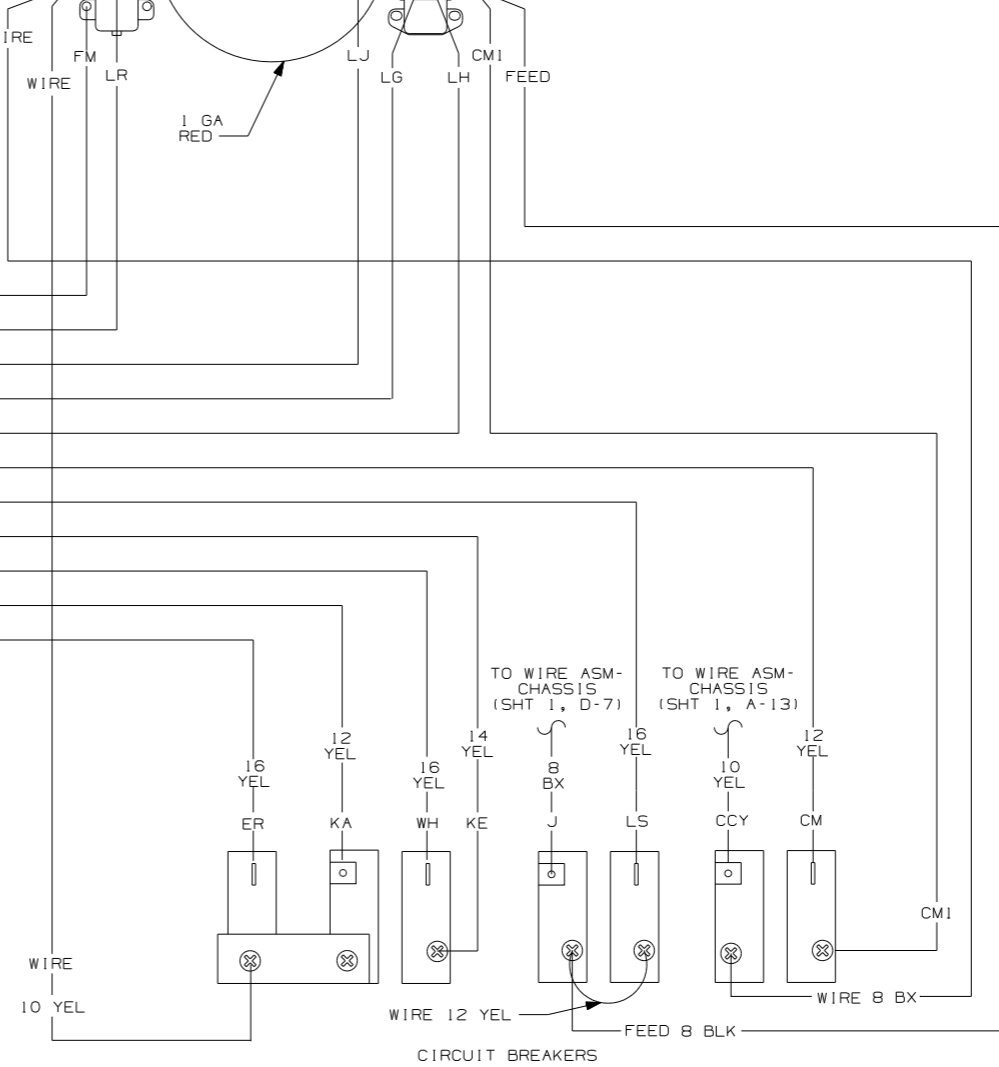 IRE
FM
LJ
CM1
WIRE
LR
LG
LH
FEED
1 GA
RED
TO WIRE ASM-
CHASSIS
(SHT 1, D-7)
TO WIRE ASM-
CHASSIS
(SHT 1, A-13)
16
YEL
12
YEL
16
YEL
14
YEL
8
BX
16
YEL
10
YEL
12
YEL
ER
KA
WH
KE
J
LS
CCY
CM
CM1
WIRE
10 YEL
WIRE 8 BX
WIRE 12 YEL
FEED 8 BLK
CIRCUIT BREAKERS